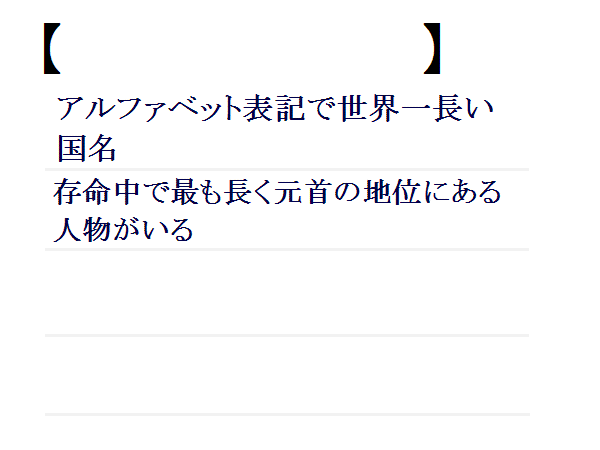 【 】
アルファベット表記で世界一長い
国名
存命中で最も長く元首の地位にある
人物がいる